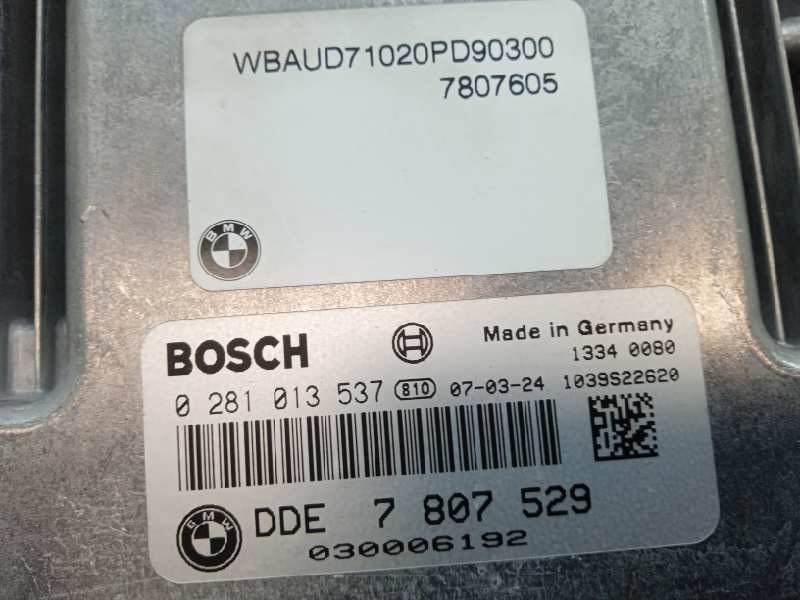 WBAUD71020PD90300
7807605
BMW
BOSCH
Made in Germany
1334 0080
0 281 013 537 810 07-03-24 1039S22620
BMW
DDE 7 807 529
030006192